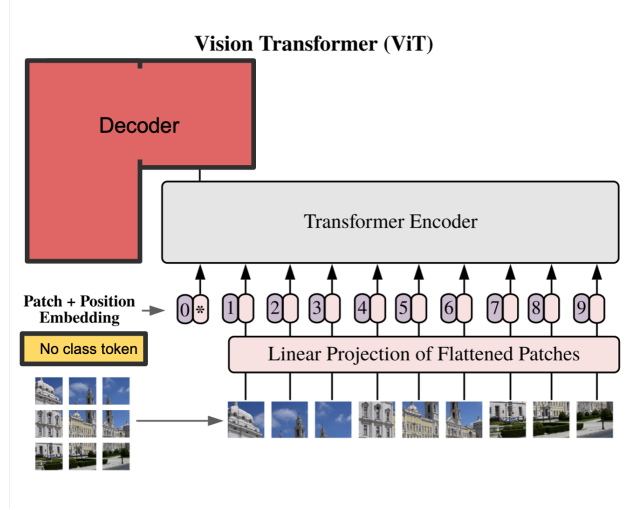 Vision Transformer (ViT)
Decoder
Transformer Encoder
Patch + Position
Embedding
0 * 1 2 3 4 5 6 7 8 9
No class token
Linear Projection of Flattened Patches